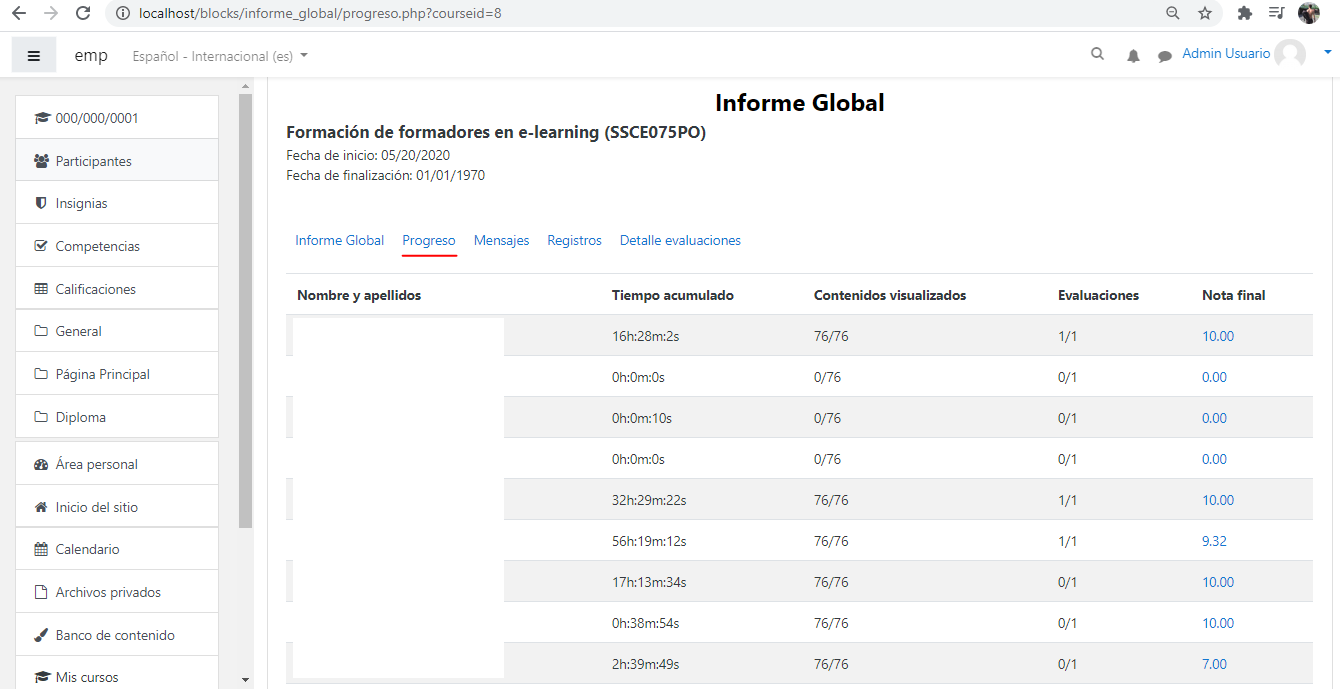 localhost/blocks/informe_global/progreso.php?courseid=8
emp Español - Internacional (es) Admin Usuario
000/000/0001
Participantes
Insignias
Competencias
Calificaciones
General
Página Principal
Diploma
Área personal
Inicio del sitio
Calendario
Archivos privados
Banco de contenido
Mis cursos
Informe Global
Formación de formadores en e-learning (SSCE075PO)
Fecha de inicio: 05/20/2020
Fecha de finalización: 01/01/1970
Informe Global Progreso Mensajes Registros Detalle evaluaciones
Nombre y apellidos Tiempo acumulado Contenidos visualizados Evaluaciones Nota final
16h:28m:2s 76/76 1/1 10.00
0h:0m:0s 0/76 0/1 0.00
0h:0m:10s 0/76 0/1 0.00
0h:0m:0s 0/76 0/1 0.00
32h:29m:22s 76/76 1/1 10.00
56h:19m:12s 76/76 1/1 9.32
17h:13m:34s 76/76 0/1 10.00
0h:38m:54s 76/76 0/1 10.00
2h:39m:49s 76/76 0/1 7.00